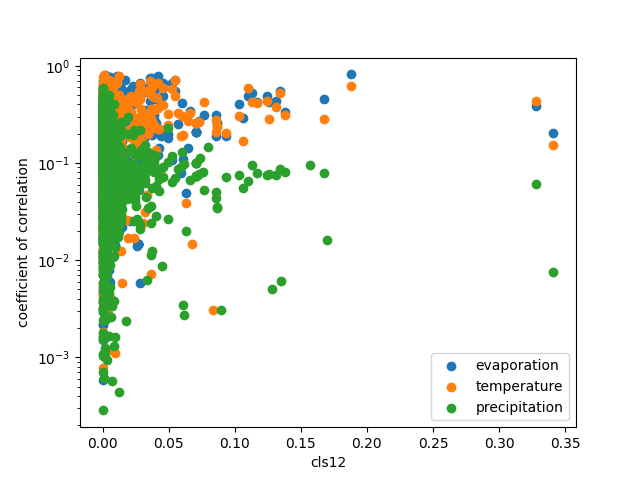 10⁰
10⁻¹
10⁻²
10⁻³
coefficient of correlation
0.00 0.05 0.10 0.15 0.20 0.25 0.30 0.35
cls12
evaporation
temperature
precipitation